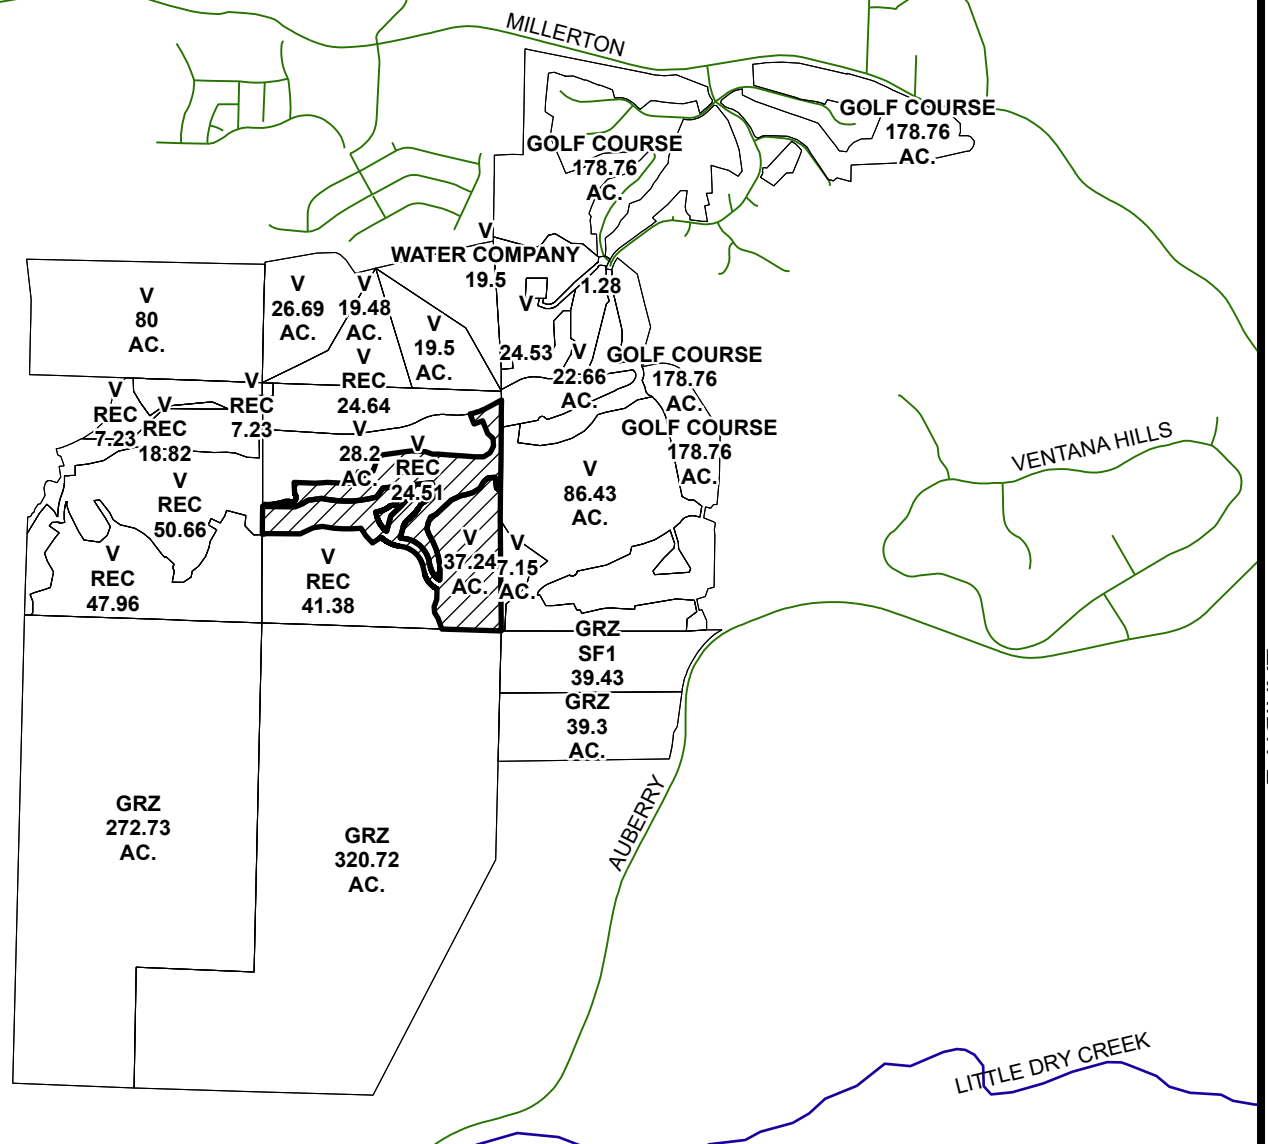 MILLERTON
GOLF COURSE
178.76
AC.
GOLF COURSE
178.76
AC.
V
WATER COMPANY
19.5
V
80
AC.
V
26.69
AC.
V
19.48
AC.
V
19.5
AC.
V
1.28
24.53
V
22.66
AC.
GOLF COURSE
178.76
AC.
GOLF COURSE
178.76
AC.
V
REC
24.64
V
REC
7.23
V
REC
7.23
V
REC
18.82
V
28.2
AC.
V
REC
24.51
V
REC
50.66
V
86.43
AC.
VENTANA HILLS
V
REC
47.96
V
REC
41.38
V
37.24
AC.
V
7.15
AC.
GRZ
SF1
39.43
GRZ
39.3
AC.
AUBERRY
GRZ
272.73
AC.
GRZ
320.72
AC.
LITTLE DRY CREEK